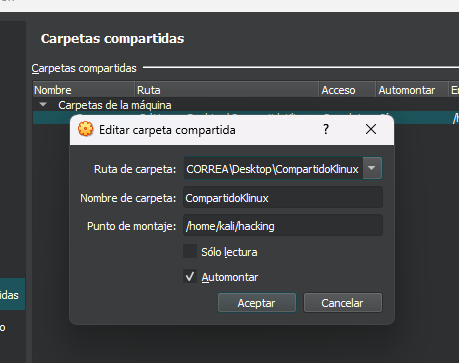 Carpetas compartidas
Carpetas compartidas
Nombre Ruta Acceso Automontar
Carpetas de la máquina
Editar carpeta compartida ? ×
Ruta de carpeta: CORREA\Desktop\CompartidoKlinux
Nombre de carpeta: CompartidoKlinux
Punto de montaje: /home/kali/hacking
Sólo lectura
Automontar
Aceptar Cancelar